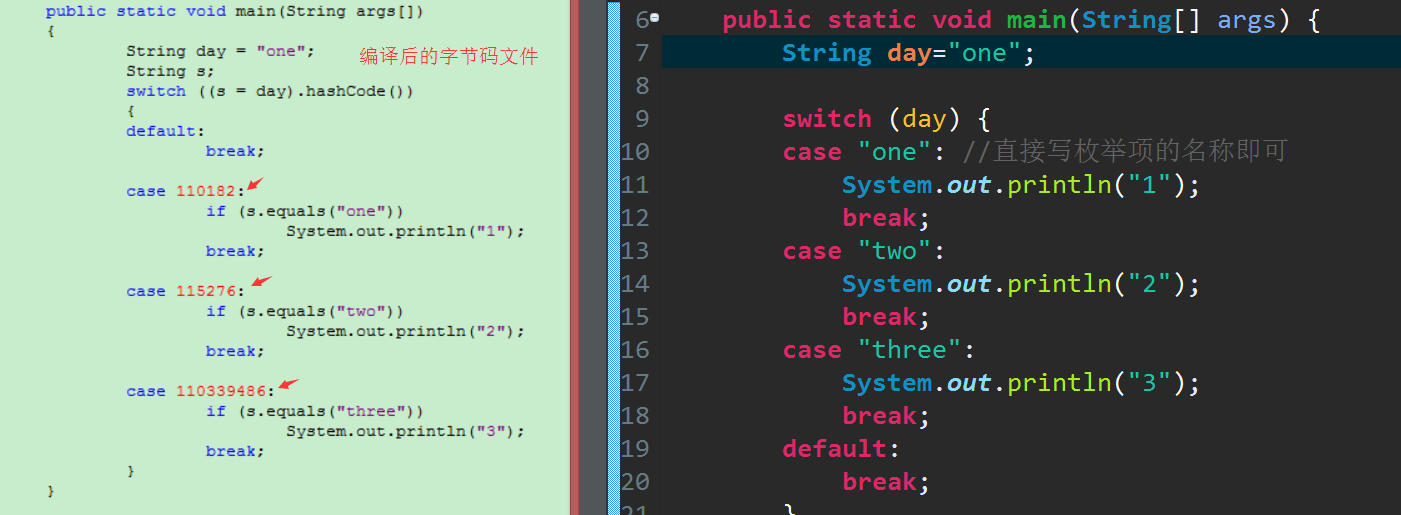 public static void main(String args[])
{
String day = "one";
编译后的字节码文件
String s;
switch ((s = day).hashCode())
{
default:
break;
case 110182:
if (s.equals("one"))
System.out.println("1");
break;
case 115276:
if (s.equals("two"))
System.out.println("2");
break;
case 110339486:
if (s.equals("three"))
System.out.println("3");
break;
}
}
6 public static void main(String[] args) {
7 String day="one";
8
9 switch (day) {
10 case "one": //直接写枚举项的名称即可
11 System.out.println("1");
12 break;
13 case "two":
14 System.out.println("2");
15 break;
16 case "three":
17 System.out.println("3");
18 break;
19 default:
20 break;
21 }